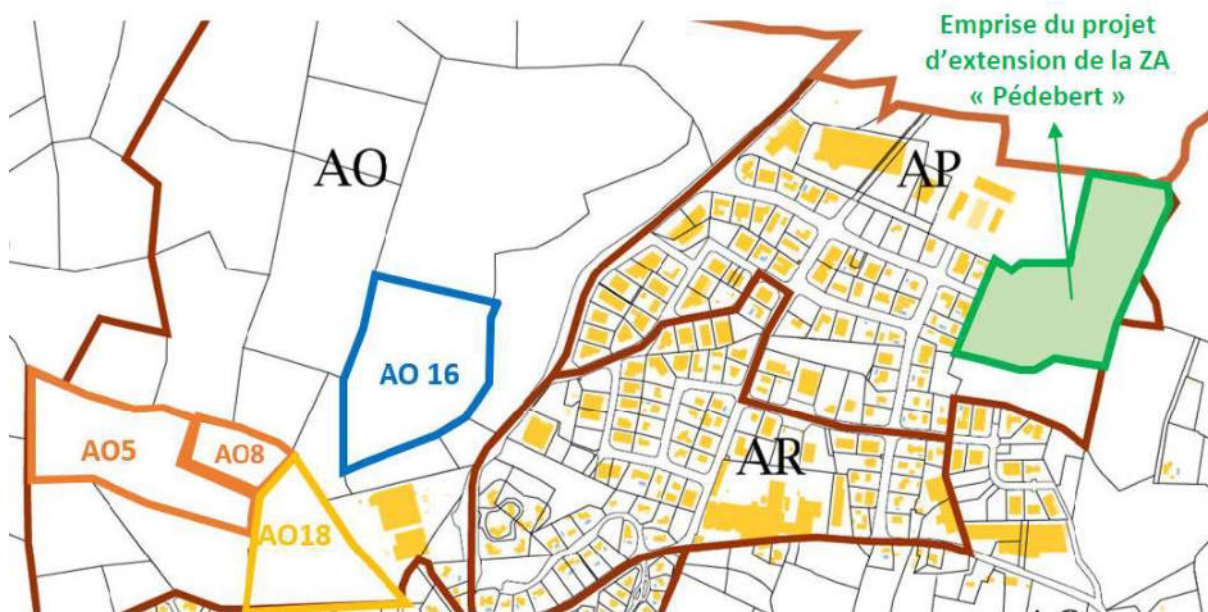 Emprise du projet
d'extension de la ZA
« Pédebert »
AO
AP
AO 16
AO5
AO8
AR
AO18